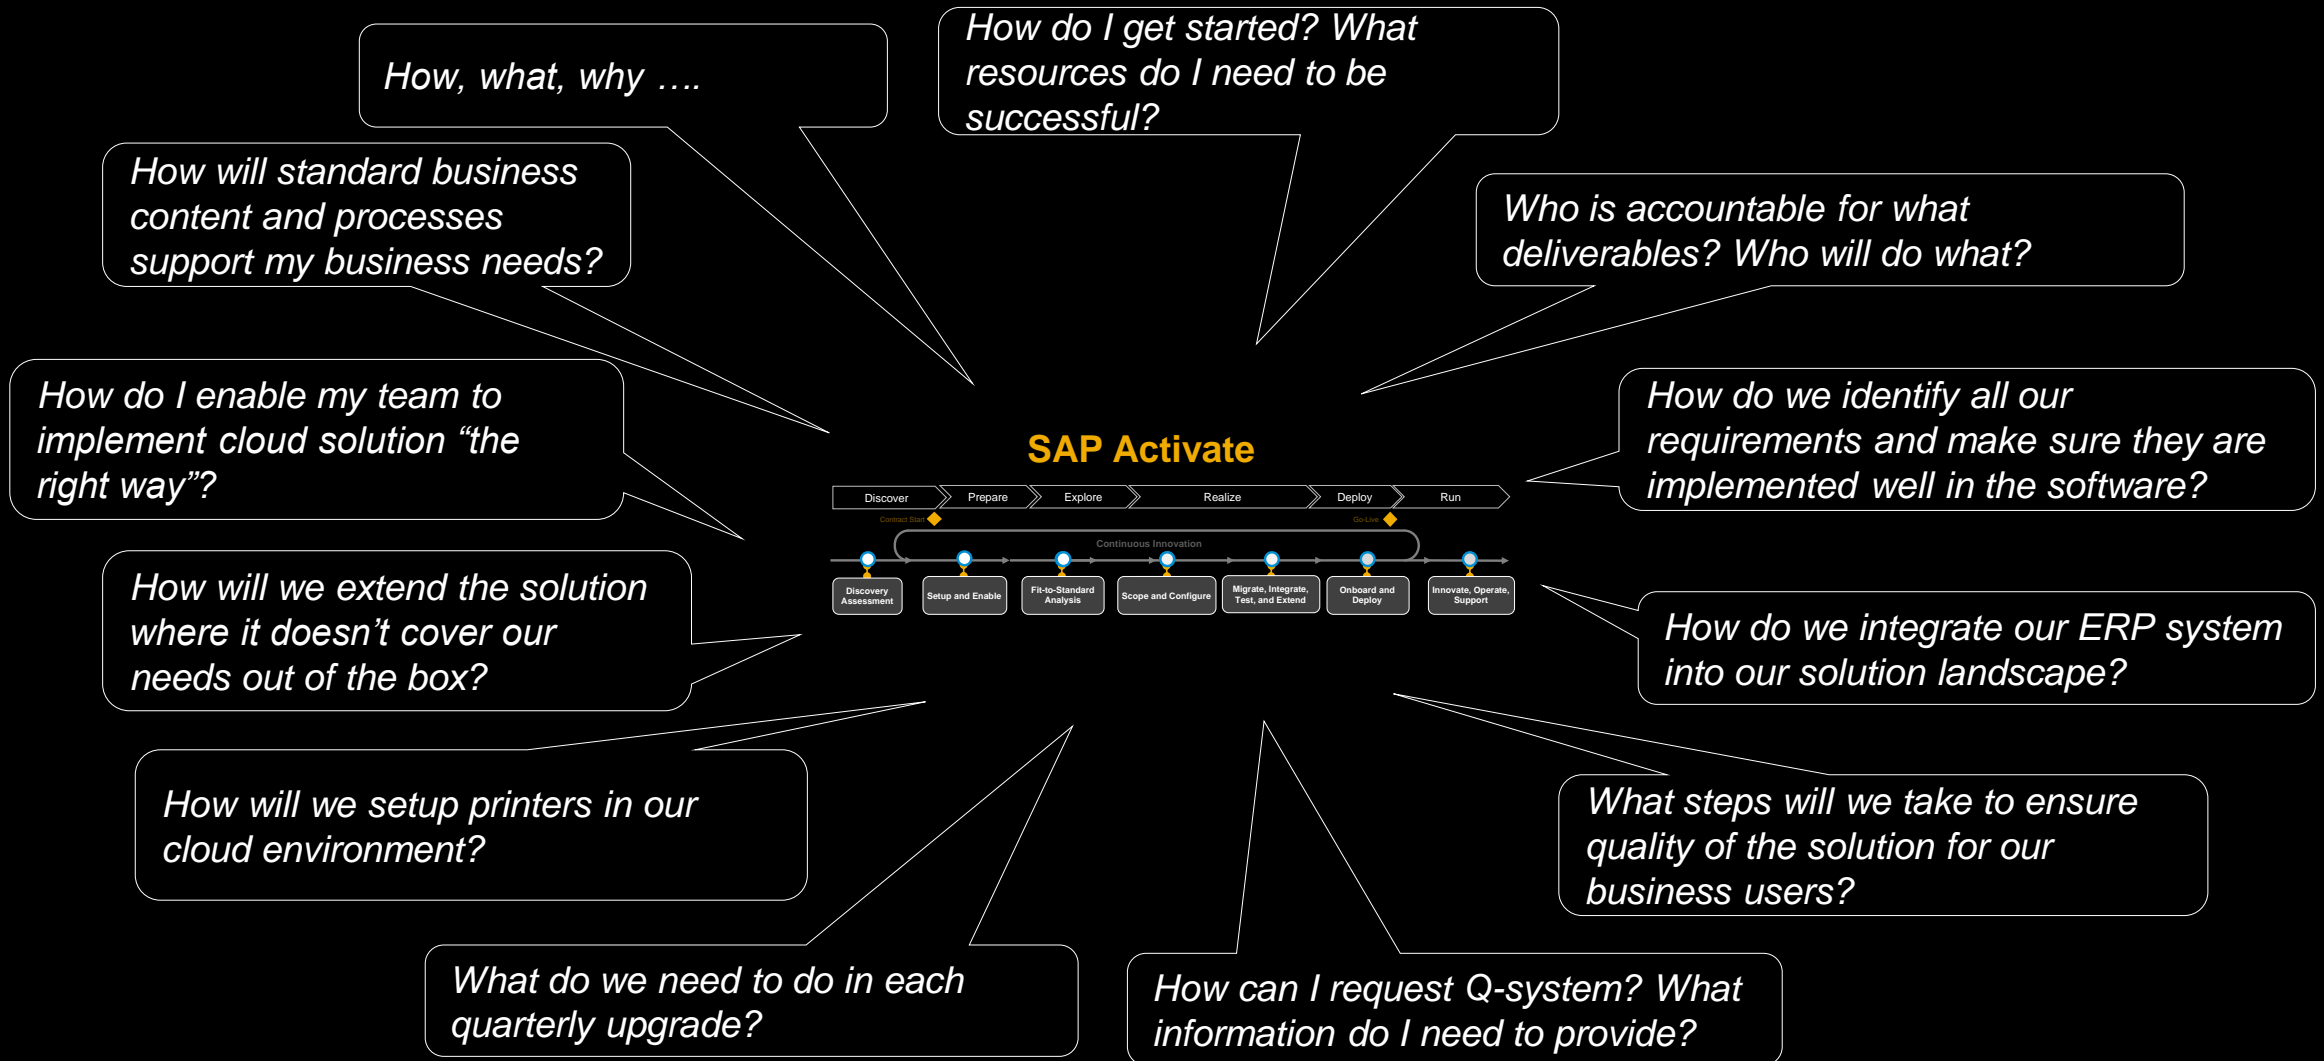 How, what, why ….
How do I get started? What
resources do I need to be
successful?
How will standard business
content and processes
support my business needs?
Who is accountable for what
deliverables? Who will do what?
How do I enable my team to
implement cloud solution “the
right way”?
How do we identify all our
requirements and make sure they are
implemented well in the software?
SAP Activate
Discover
Prepare
Explore
Realize
Deploy
Run
Contract Start
Go-Live
Continuous Innovation
Discovery
Assessment
Setup and Enable
Fit-to-Standard
Analysis
Scope and Configure
Migrate, Integrate,
Test, and Extend
Onboard and
Deploy
Innovate, Operate,
Support
How will we extend the solution
where it doesn’t cover our
needs out of the box?
How do we integrate our ERP system
into our solution landscape?
How will we setup printers in our
cloud environment?
What steps will we take to ensure
quality of the solution for our
business users?
What do we need to do in each
quarterly upgrade?
How can I request Q-system? What
information do I need to provide?